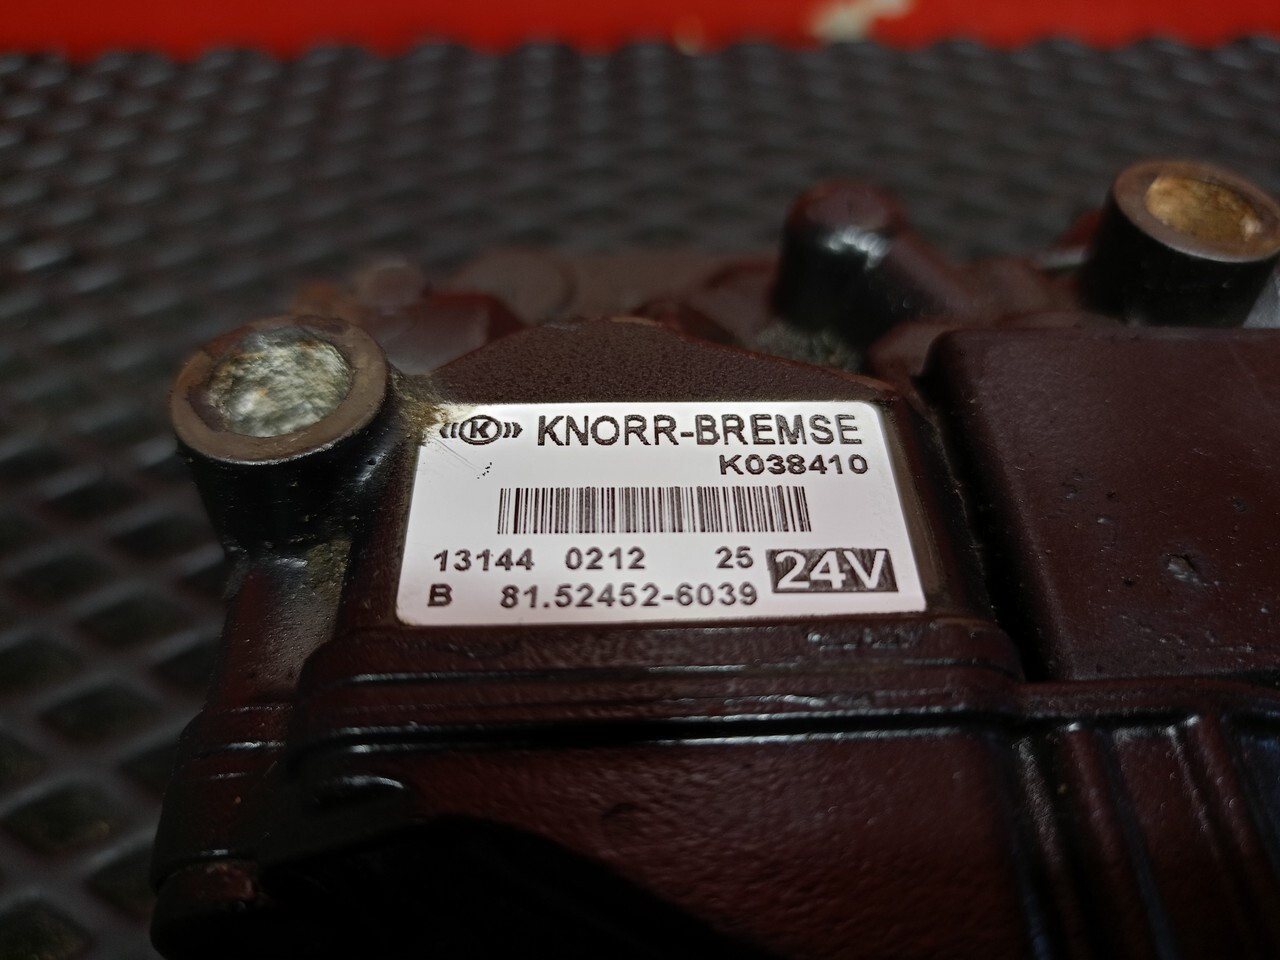 K KNORR-BREMSE
K038410
13144 0212 25 24V
B 81.52452-6039